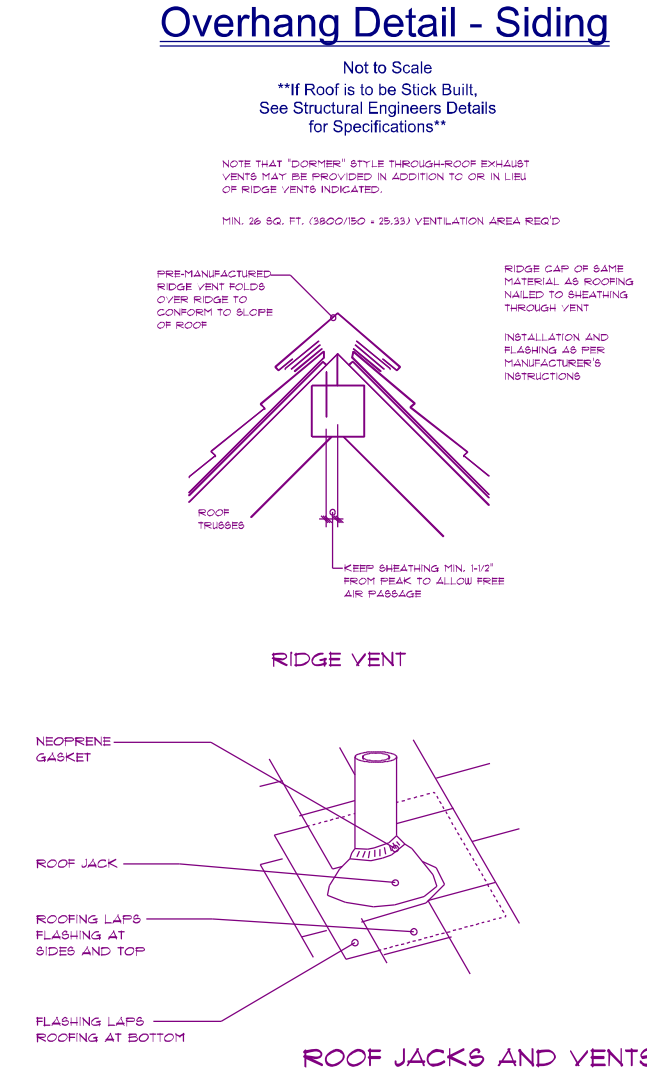 Overhang Detail - Siding
Not to Scale
**If Roof is to be Stick Built,
See Structural Engineers Details
for Specifications**
NOTE THAT "DORMER" STYLE THROUGH-ROOF EXHAUST
VENTS MAY BE PROVIDED IN ADDITION TO OR IN LIEU
OF RIDGE VENTS INDICATED.
MIN. 26 SQ. FT. (3800/150 = 25.33) VENTILATION AREA REQ'D
PRE-MANUFACTURED
RIDGE VENT FOLDS
OVER RIDGE TO
CONFORM TO SLOPE
OF ROOF
RIDGE CAP OF SAME
MATERIAL AS ROOFING
NAILED TO SHEATHING
THROUGH VENT
INSTALLATION AND
FLASHING AS PER
MANUFACTURER'S
INSTRUCTIONS
ROOF
TRUSSES
KEEP SHEATHING MIN. 1-1/2"
FROM PEAK TO ALLOW FREE
AIR PASSAGE
RIDGE VENT
NEOPRENE
GASKET
ROOF JACK
ROOFING LAPS
FLASHING AT
SIDES AND TOP
FLASHING LAPS
ROOFING AT BOTTOM
ROOF JACKS AND VENTS